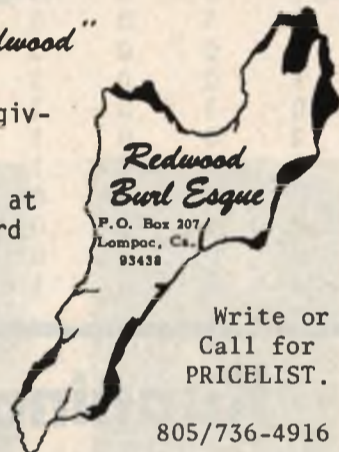 lwood"
giv-
at
rd
Redwood
Burl Esque
P.O. Box 207
Lompoc, Ca.
93438
Write or
Call for
PRICELIST.
805/736-4916